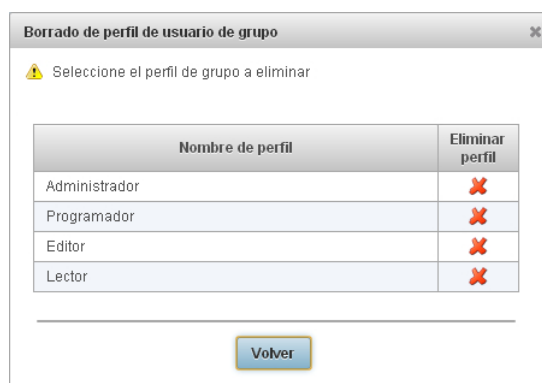 Borrado de perfil de usuario de grupo
Seleccione el perfil de grupo a eliminar
Nombre de perfil
Eliminar
perfil
Administrador
Programador
Editor
Lector
Volver